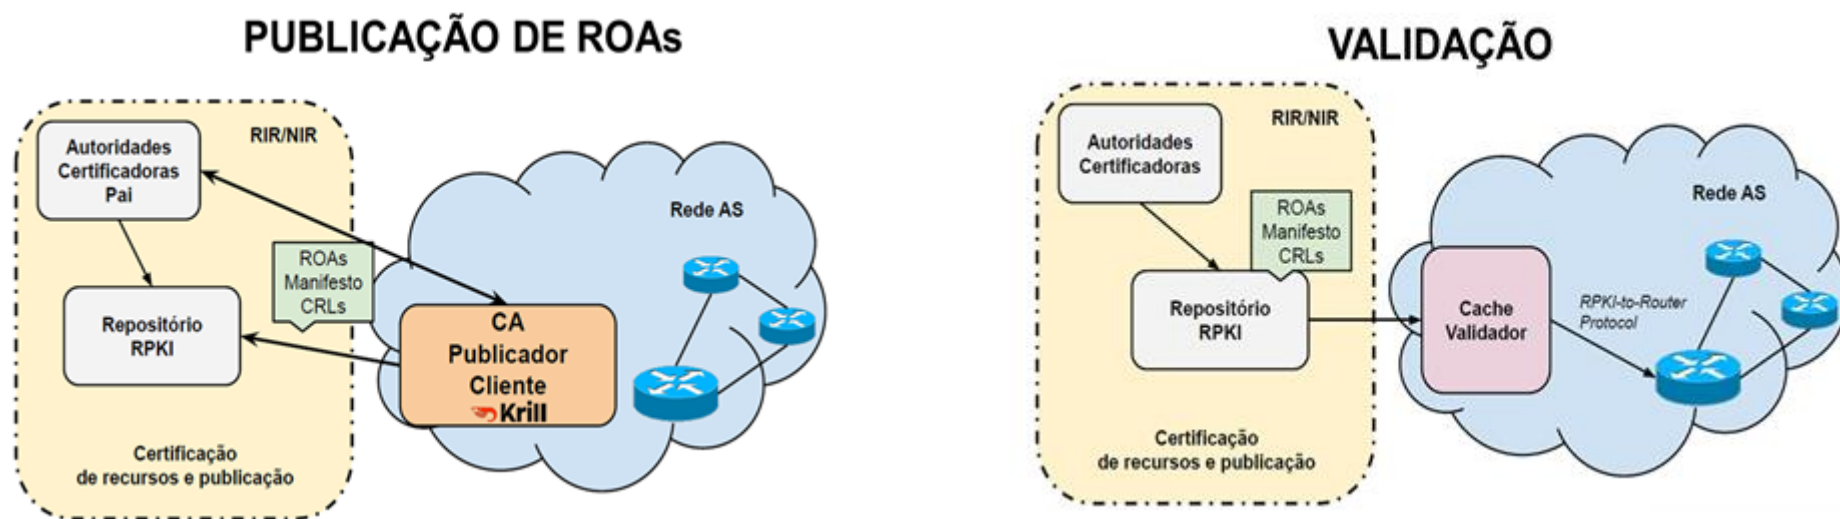 PUBLICAÇÃO DE ROAs
RIR/NIR
Autoridades
Certificadoras
Pai
Rede AS
ROAs
Manifesto
CRLs
Repositório
RPKI
CA
Publicador
Cliente
Krill
Certificação
de recursos e publicação
VALIDAÇÃO
RIR/NIR
Autoridades
Certificadoras
Rede AS
ROAs
Manifesto
CRLs
Repositório
RPKI
Cache
Validador
RPKI-to-Router
Protocol
Certificação
de recursos e publicação